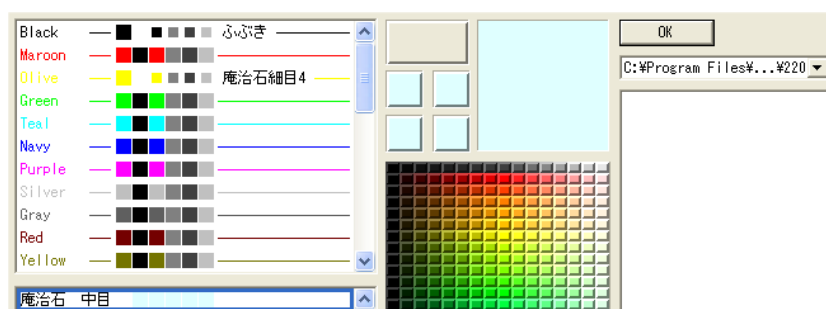 Black ふぶき
Maroon
Olive 庵治石細目4
Green
Teal
Navy
Purple
Silver
Gray
Red
Yellow
庵治石 中目
OK
C:¥Program Files¥...¥220